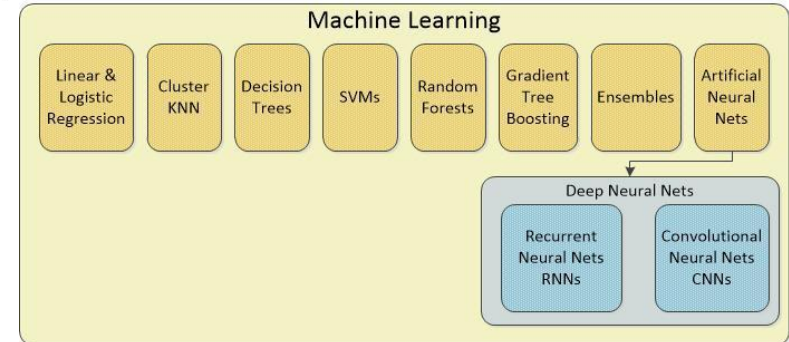 Machine Learning
Linear &
Logistic
Regression
Cluster
KNN
Decision
Trees
SVMs
Random
Forests
Gradient
Tree
Boosting
Ensembles
Artificial
Neural
Nets
Deep Neural Nets
Recurrent
Neural Nets
RNNs
Convolutional
Neural Nets
CNNs